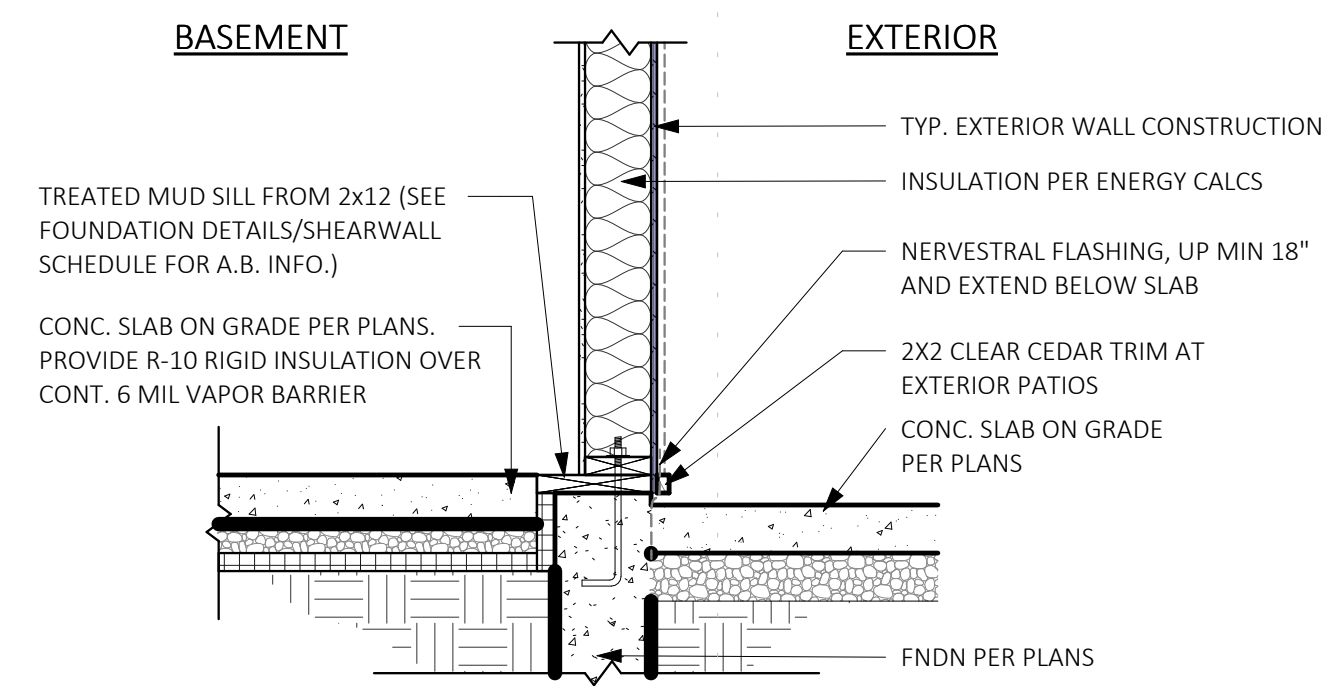 BASEMENT
EXTERIOR
TREATED MUD SILL FROM 2x12 (SEE
FOUNDATION DETAILS/SHEARWALL
SCHEDULE FOR A.B. INFO.)
CONC. SLAB ON GRADE PER PLANS.
PROVIDE R-10 RIGID INSULATION OVER
CONT. 6 MIL VAPOR BARRIER
TYP. EXTERIOR WALL CONSTRUCTION
INSULATION PER ENERGY CALCS
NERVESTRAL FLASHING, UP MIN 18"
AND EXTEND BELOW SLAB
2X2 CLEAR CEDAR TRIM AT
EXTERIOR PATIOS
CONC. SLAB ON GRADE
PER PLANS
FNDN PER PLANS